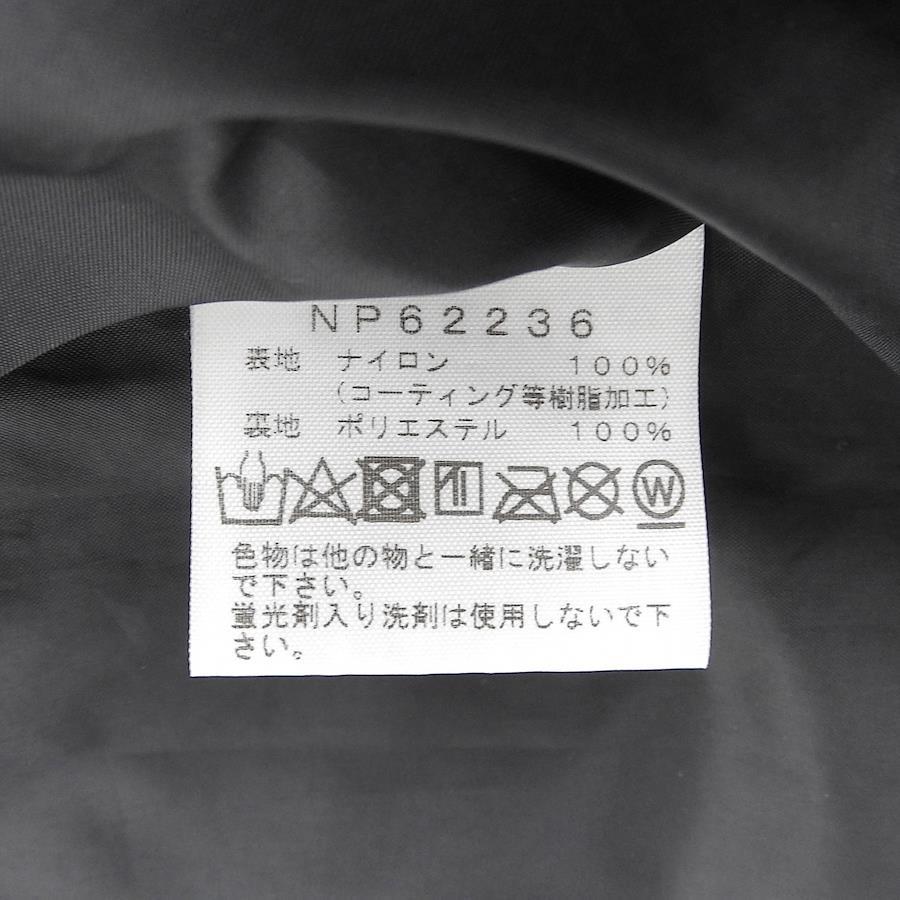 NP62236
表地 ナイロン 100%
(コーティング等樹脂加工)
裏地 ポリエステル 100%
W
色物は他の物と一緒に洗濯しない
で下さい。
蛍光剤入り洗剤は使用しないで下
さい。